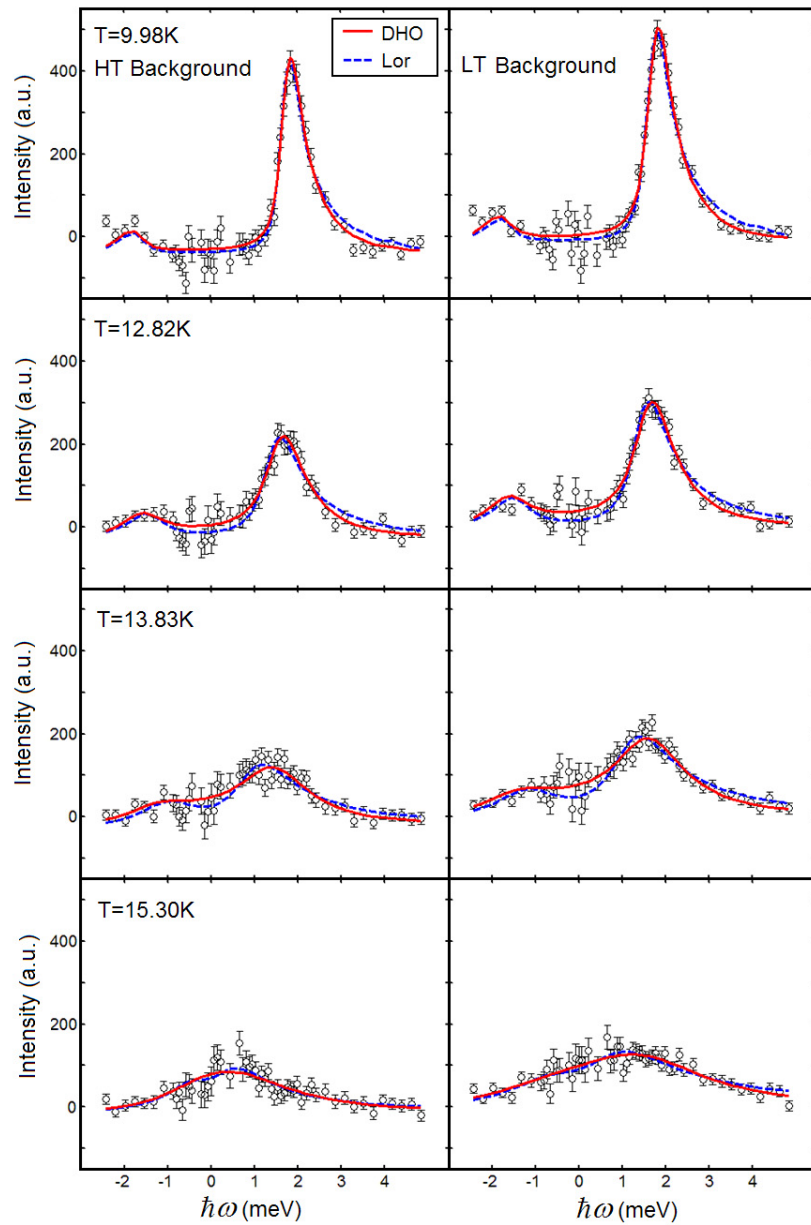 T=9.98K
HT Background
DHO
Lor
LT Background
Intensity (a.u.)
400
200
0
T=12.82K
Intensity (a.u.)
400
200
0
T=13.83K
Intensity (a.u.)
400
200
0
T=15.30K
Intensity (a.u.)
400
200
0
-2 -1 0 1 2 3 4 -2 -1 0 1 2 3 4
ℏω (meV) ℏω (meV)